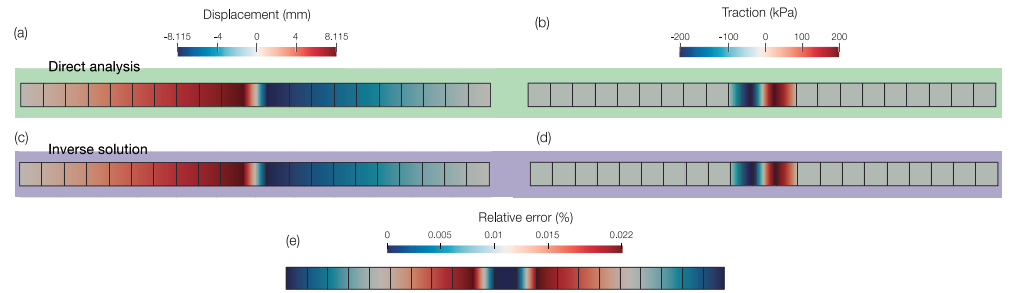 Displacement (mm)
(a)
-8.115 -4 0 4 8.115
Traction (kPa)
(b)
-200 -100 0 100 200
Direct analysis
(c)
Inverse solution
(d)
Relative error (%)
(e)
0 0.005 0.01 0.015 0.022